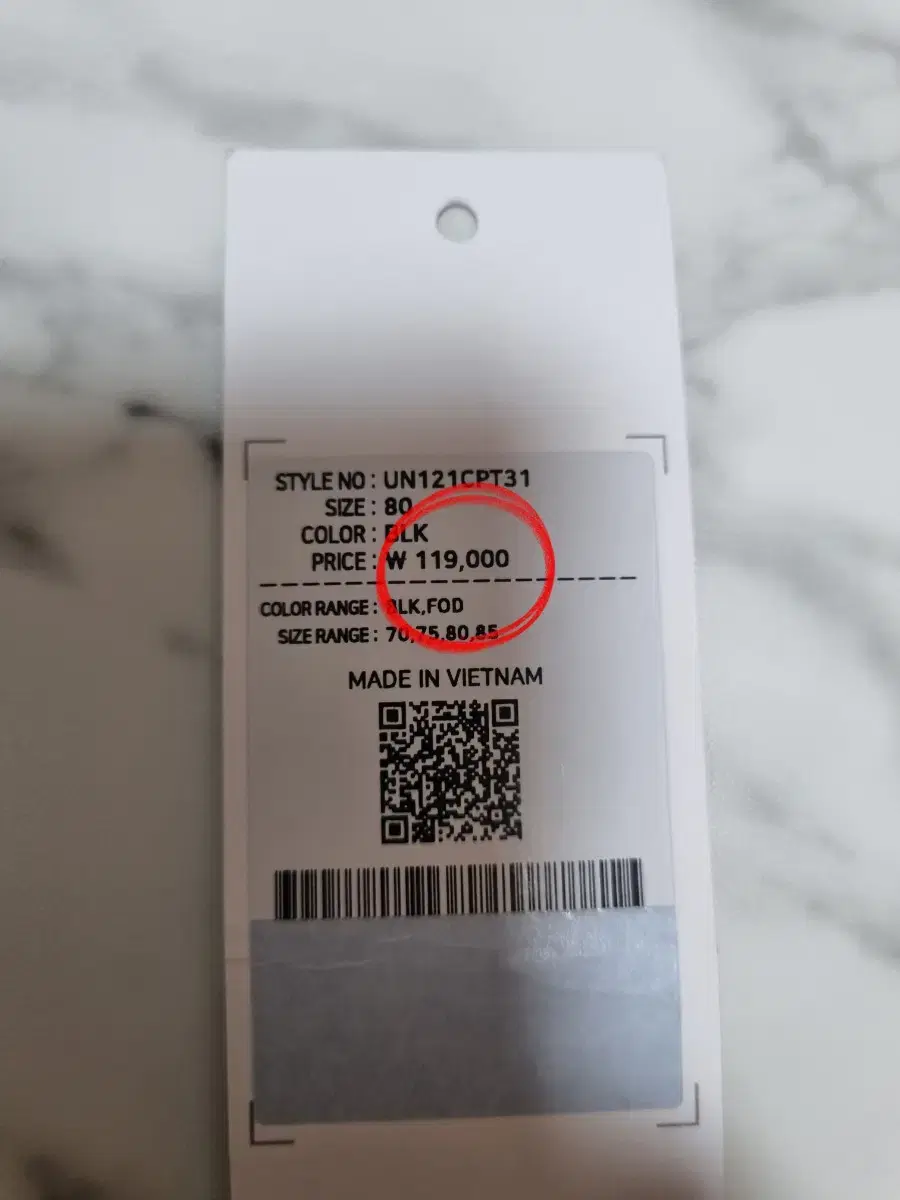 STYLE NO : UN121CPT31
SIZE : 80
COLOR : BLK
PRICE : ₩ 119,000
COLOR RANGE : BLK,FOD
SIZE RANGE : 70,75,80,85
MADE IN VIETNAM